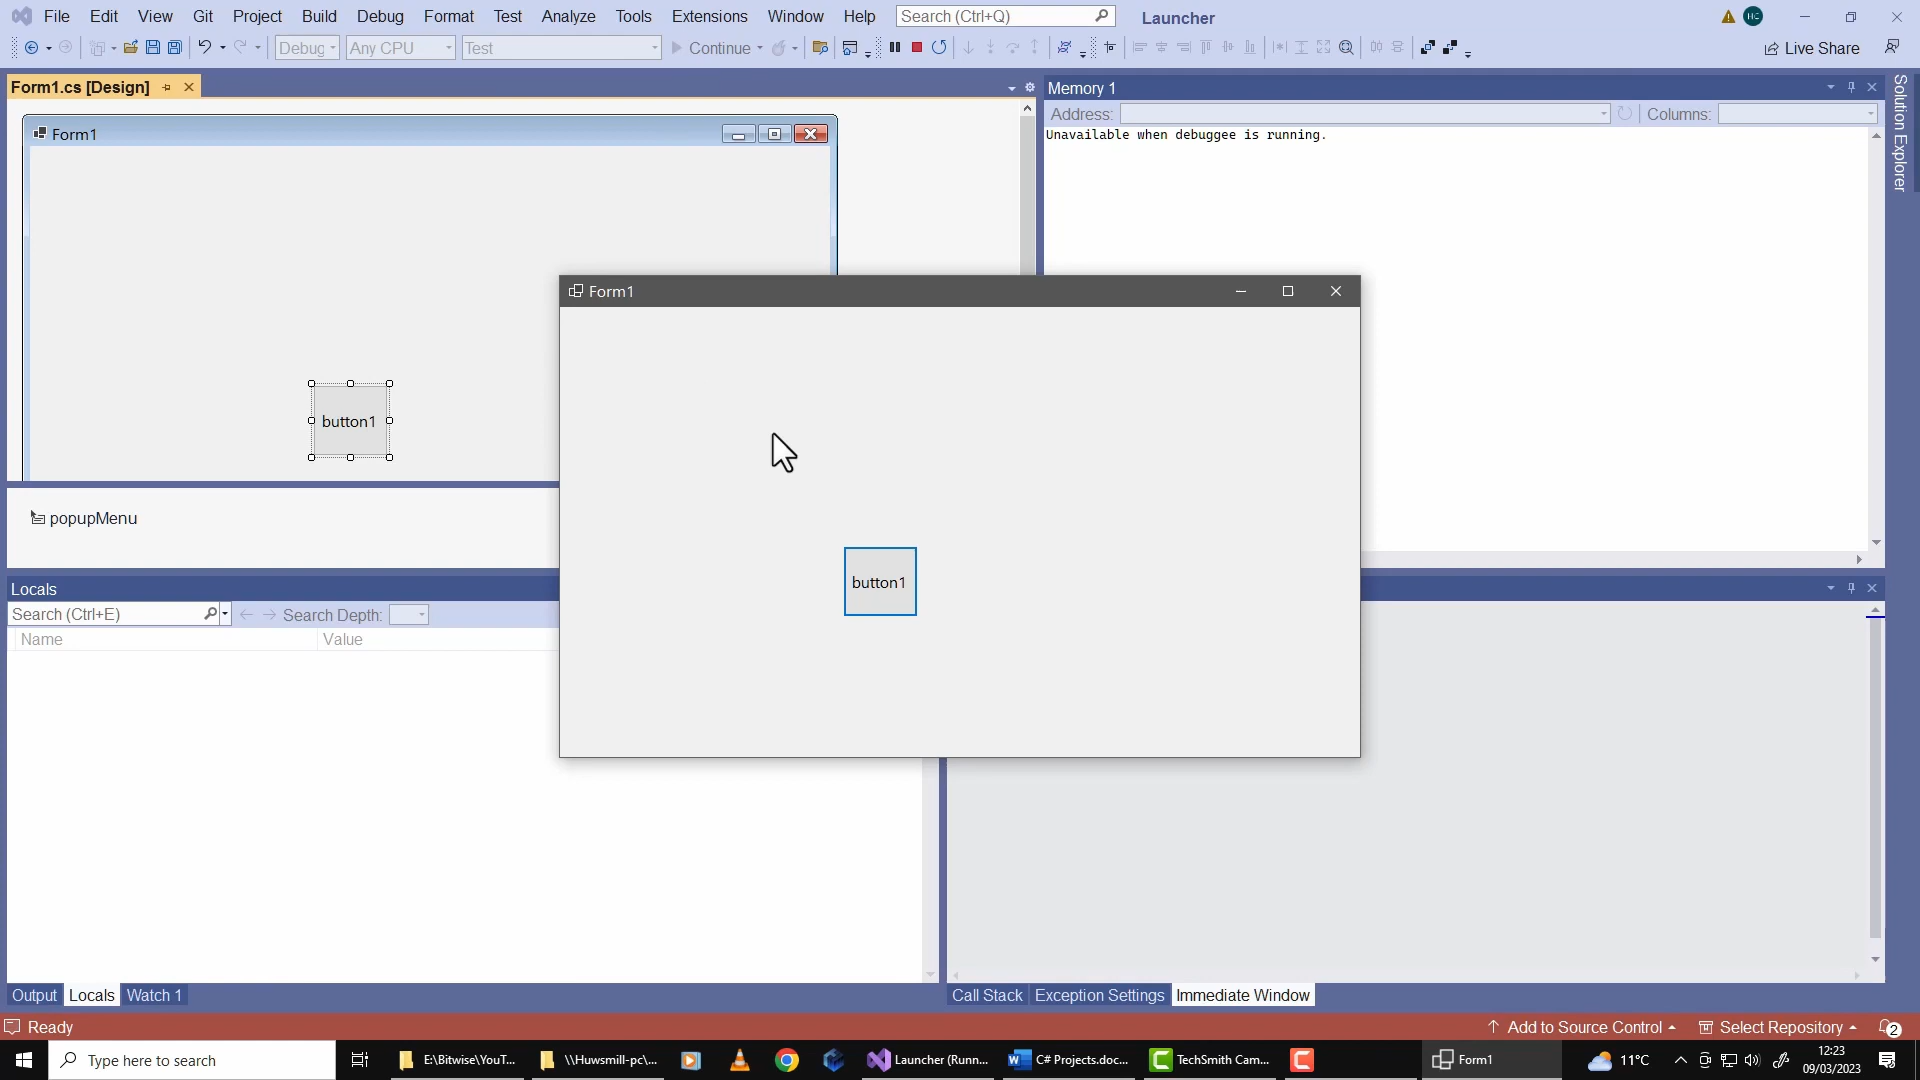 File Edit View Git Project Build Debug Format Test Analyze Tools Extensions Window Help Search (Ctrl+Q) Launcher HC
Debug Any CPU Test Continue Live Share
Form1.cs [Design]
Memory 1
Form1
Address: Columns:
Unavailable when debuggee is running.
Solution Explorer
Form1
button1
popupMenu
button1
Locals
Search (Ctrl+E) Search Depth:
Name Value
Output Locals Watch 1
Call Stack Exception Settings Immediate Window
Ready
Add to Source Control Select Repository 2
Type here to search
E:\Bitwise\YouT...
\\Huwsmill-pc\...
Launcher (Runn...
C# Projects.doc...
TechSmith Cam...
Form1
11°C
12:23
09/03/2023